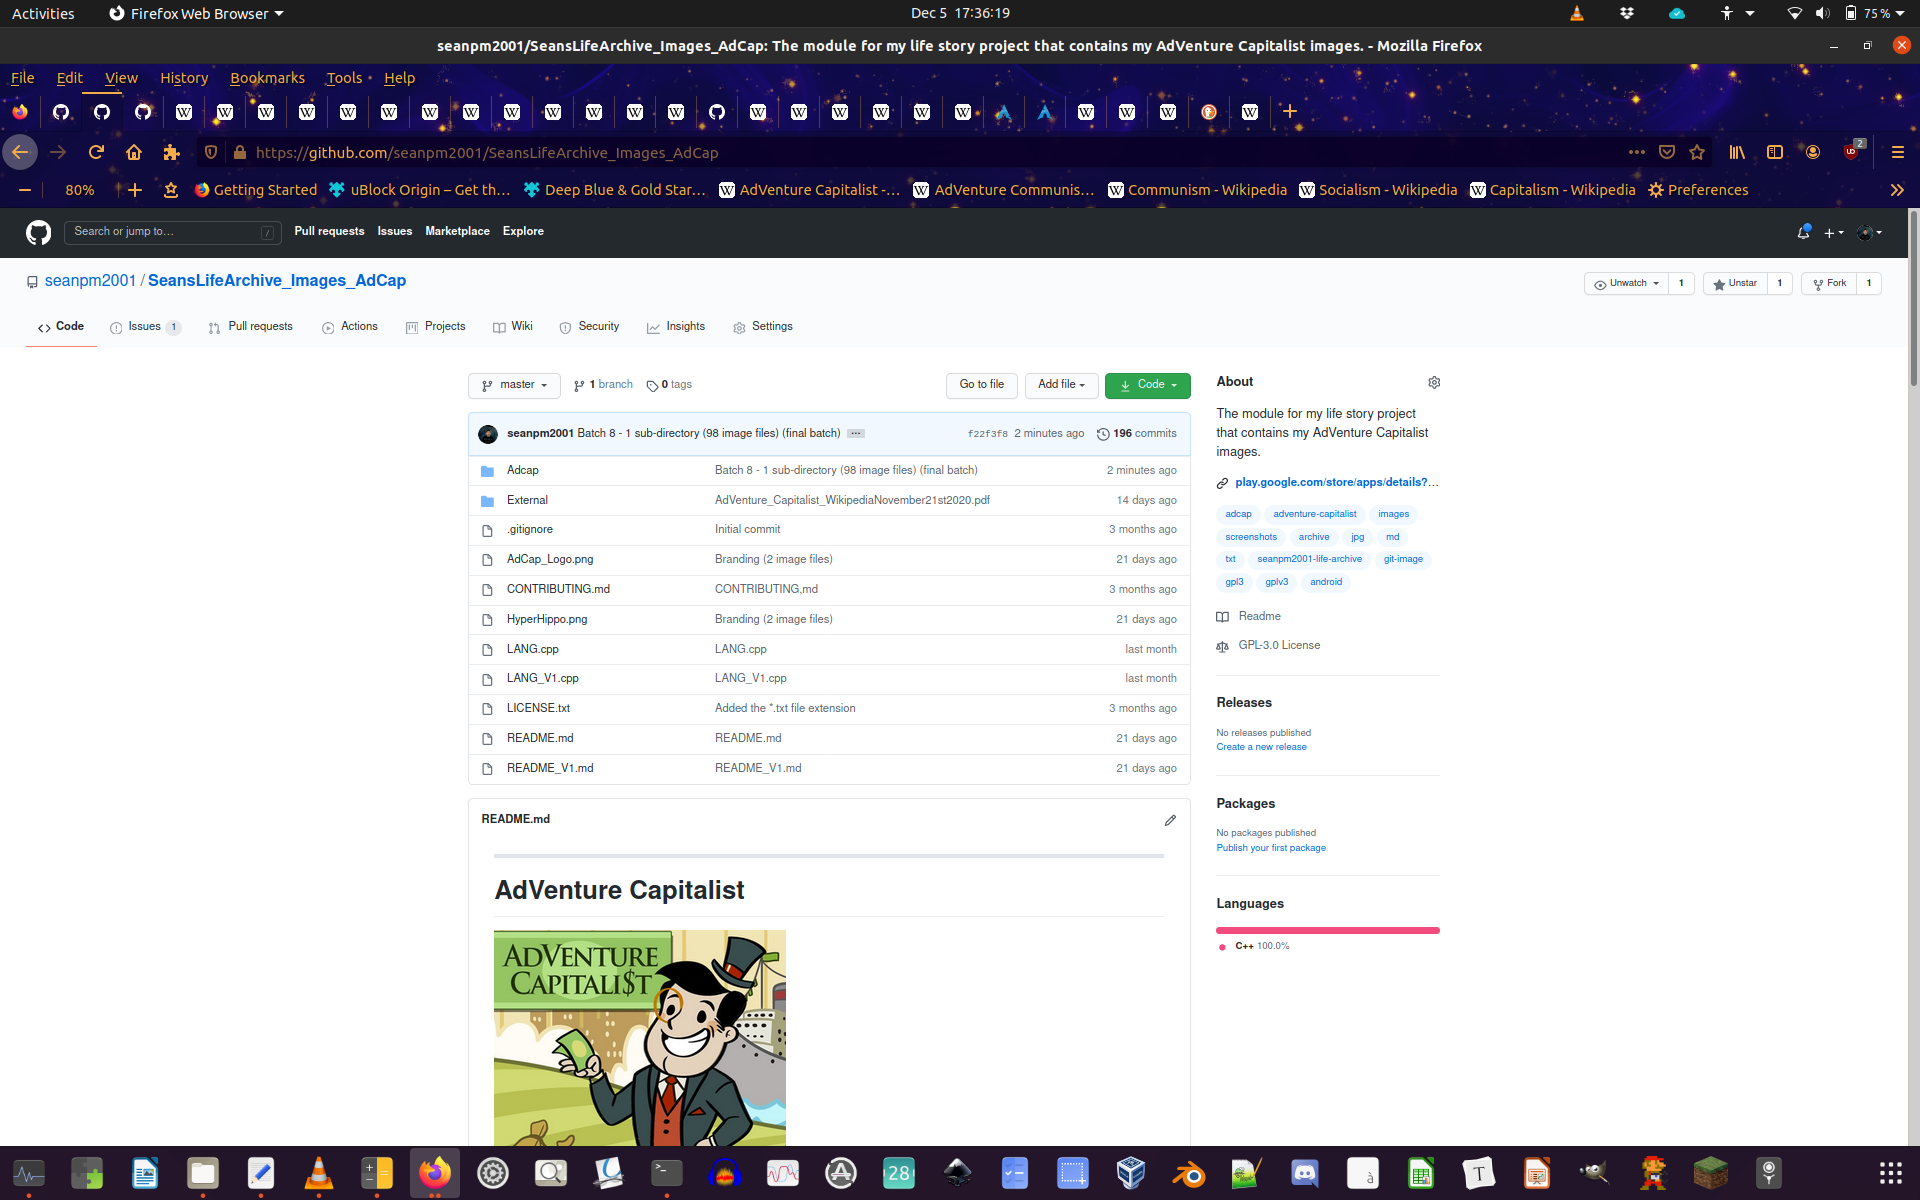 Activities
Firefox Web Browser
Dec 5 17:36:19
75 %
seanpm2001/SeansLifeArchive_Images_AdCap: The module for my life story project that contains my AdVenture Capitalist images. - Mozilla Firefox
File Edit View History Bookmarks Tools Help
https://github.com/seanpm2001/SeansLifeArchive_Images_AdCap
2
80%
Getting Started
uBlock Origin – Get th…
Deep Blue & Gold Star…
AdVenture Capitalist -…
AdVenture Communis…
Communism - Wikipedia
Socialism - Wikipedia
Capitalism - Wikipedia
Preferences
Search or jump to…
/
Pull requests Issues Marketplace Explore
seanpm2001 / SeansLifeArchive_Images_AdCap
Unwatch 1
Unstar 1
Fork 1
Code
Issues 1
Pull requests
Actions
Projects
Wiki
Security
Insights
Settings
master
1 branch
0 tags
Go to file
Add file
Code
seanpm2001 Batch 8 - 1 sub-directory (98 image files) (final batch) f22f3f8 2 minutes ago 196 commits
Adcap Batch 8 - 1 sub-directory (98 image files) (final batch) 2 minutes ago
External AdVenture_Capitalist_WikipediaNovember21st2020.pdf 14 days ago
.gitignore Initial commit 3 months ago
AdCap_Logo.png Branding (2 image files) 21 days ago
CONTRIBUTING.md CONTRIBUTING,md 3 months ago
HyperHippo.png Branding (2 image files) 21 days ago
LANG.cpp LANG.cpp last month
LANG_V1.cpp LANG_V1.cpp last month
LICENSE.txt Added the *.txt file extension 3 months ago
README.md README.md 21 days ago
README_V1.md README_V1.md 21 days ago
README.md
AdVenture Capitalist
ADVENTURE
CAPITALI$T
About
The module for my life story project
that contains my AdVenture Capitalist
images.
play.google.com/store/apps/details?…
adcap adventure-capitalist images
screenshots archive jpg md
txt seanpm2001-life-archive git-image
gpl3 gplv3 android
Readme
GPL-3.0 License
Releases
No releases published
Create a new release
Packages
No packages published
Publish your first package
Languages
C++ 100.0%
28